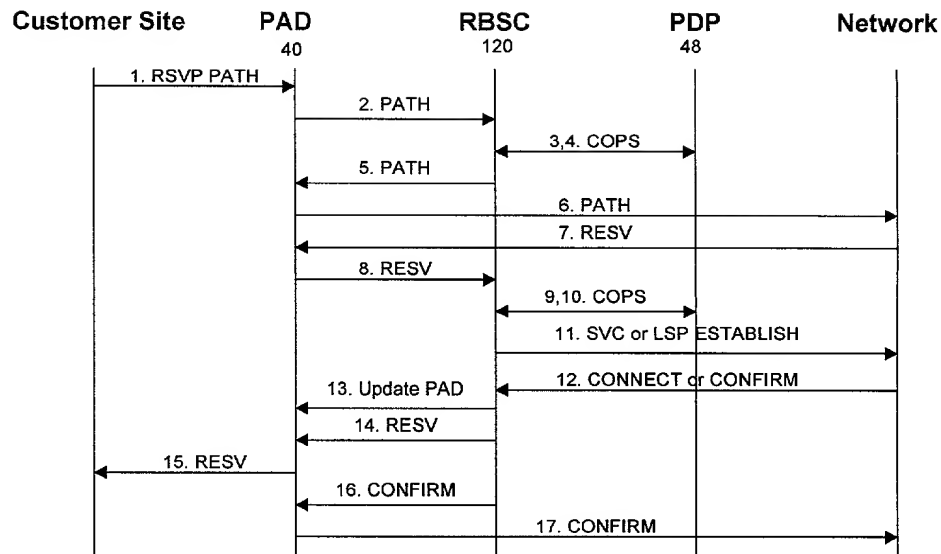 Customer Site PAD RBSC PDP Network
40 120 48
1. RSVP PATH
2. PATH
3,4. COPS
5. PATH
6. PATH
7. RESV
8. RESV
9,10. COPS
11. SVC or LSP ESTABLISH
12. CONNECT or CONFIRM
13. Update PAD
14. RESV
15. RESV
16. CONFIRM
17. CONFIRM